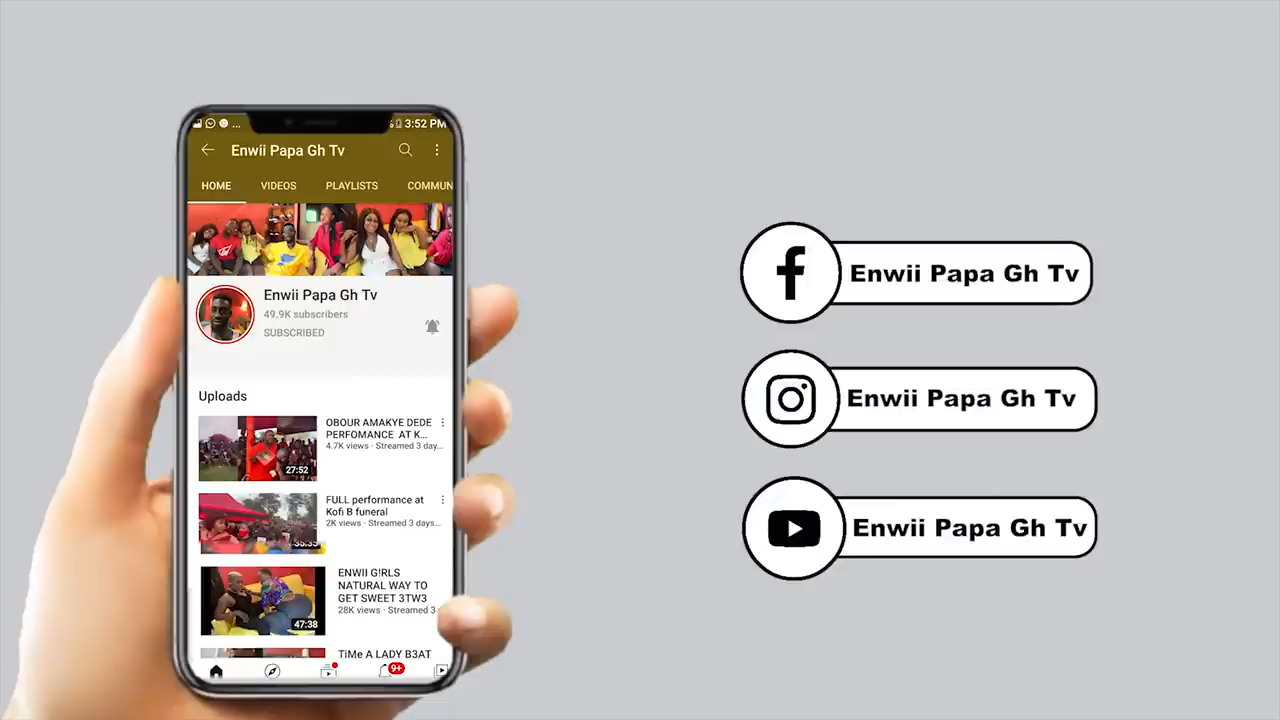 ... 3:52 PM
Enwii Papa Gh Tv
HOME VIDEOS PLAYLISTS COMMUN
Enwii Papa Gh Tv
49.9K subscribers
SUBSCRIBED
Uploads
OBOUR AMAKYE DEDE
PERFOMANCE AT K...
4.7K views · Streamed 3 day...
27:52
FULL performance at
Kofi B funeral
2K views · Streamed 3 days...
35:35
ENWII G!RLS
NATURAL WAY TO
GET SWEET 3TW3
28K views · Streamed 3
47:38
TiMe A LADY B3AT
9+
Enwii Papa Gh Tv
Enwii Papa Gh Tv
Enwii Papa Gh Tv